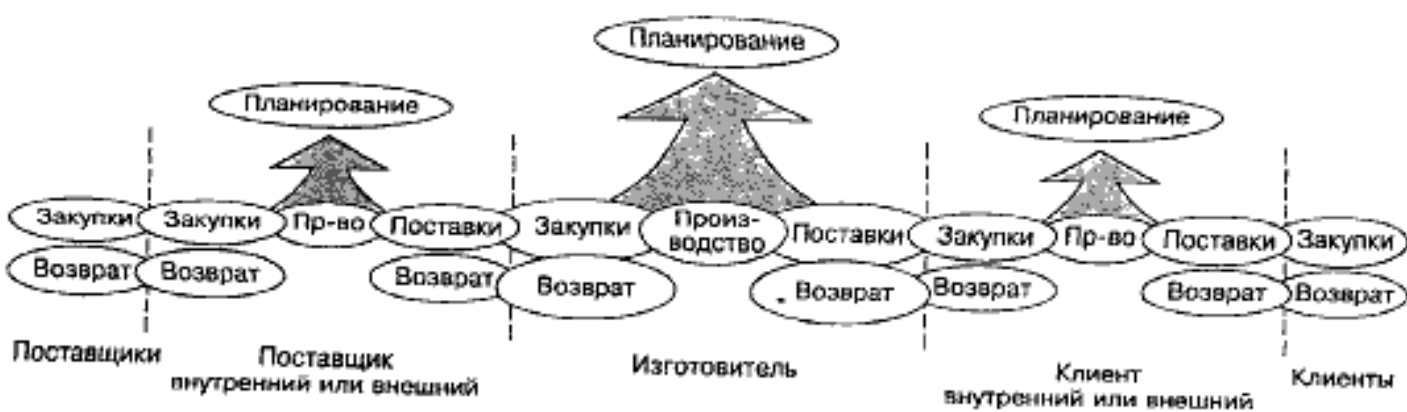 Планирование
Планирование
Планирование
Закупки Закупки Пр-во Поставки Закупки Произ-
водство Поставки Закупки Пр-во Поставки Закупки
Возврат Возврат Возврат Возврат Возврат Возврат Возврат Возврат
Поставщики
Поставщик
внутренний или внешний
Изготовитель
Клиент
внутренний или внешний
Клиенты